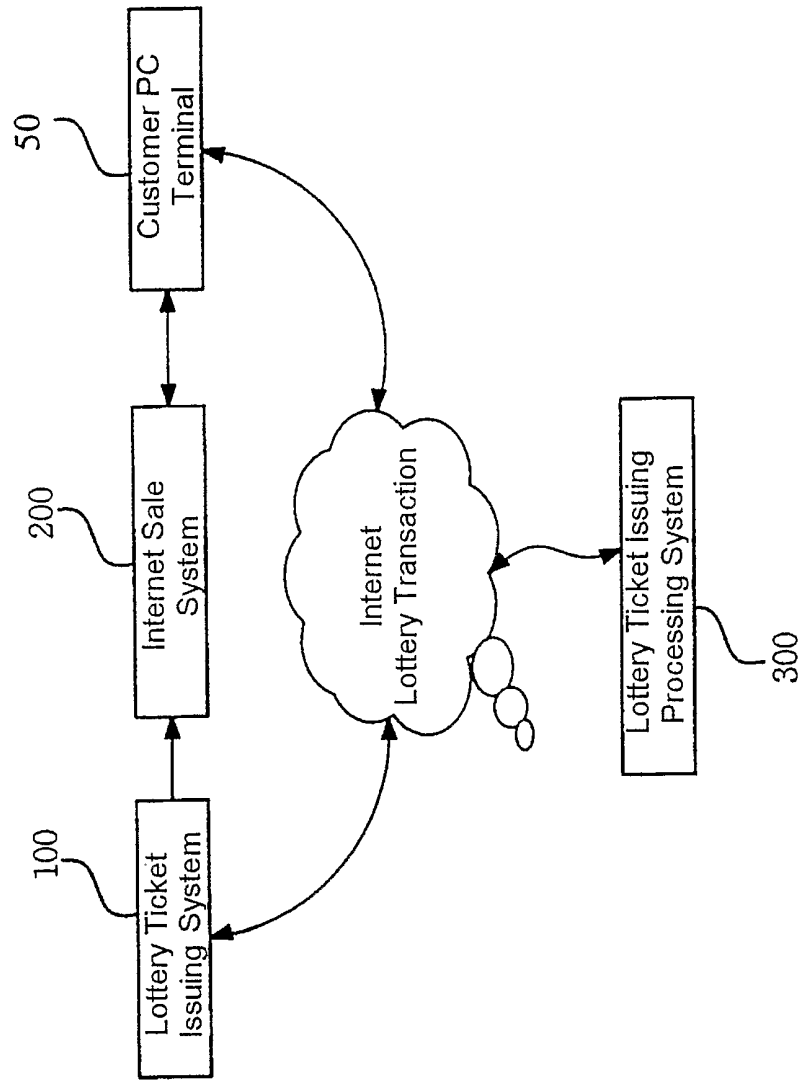 100
Lottery Ticket
Issuing System
200
Internet Sale
System
50
Customer PC
Terminal
Internet
Lottery Transaction
Lottery Ticket Issuing
Processing System
300